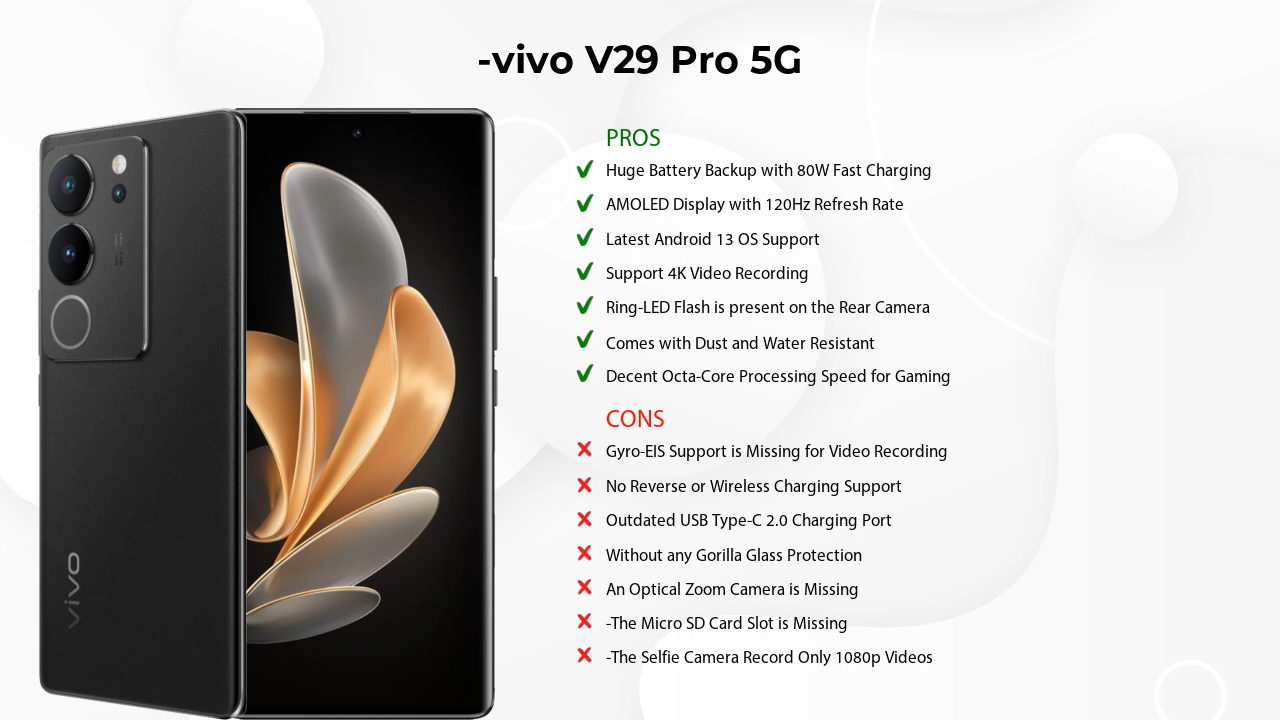 -vivo V29 Pro 5G
PROS
Huge Battery Backup with 80W Fast Charging
AMOLED Display with 120Hz Refresh Rate
Latest Android 13 OS Support
Support 4K Video Recording
Ring-LED Flash is present on the Rear Camera
Comes with Dust and Water Resistant
Decent Octa-Core Processing Speed for Gaming
CONS
Gyro-EIS Support is Missing for Video Recording
No Reverse or Wireless Charging Support
Outdated USB Type-C 2.0 Charging Port
Without any Gorilla Glass Protection
An Optical Zoom Camera is Missing
-The Micro SD Card Slot is Missing
-The Selfie Camera Record Only 1080p Videos
vivo